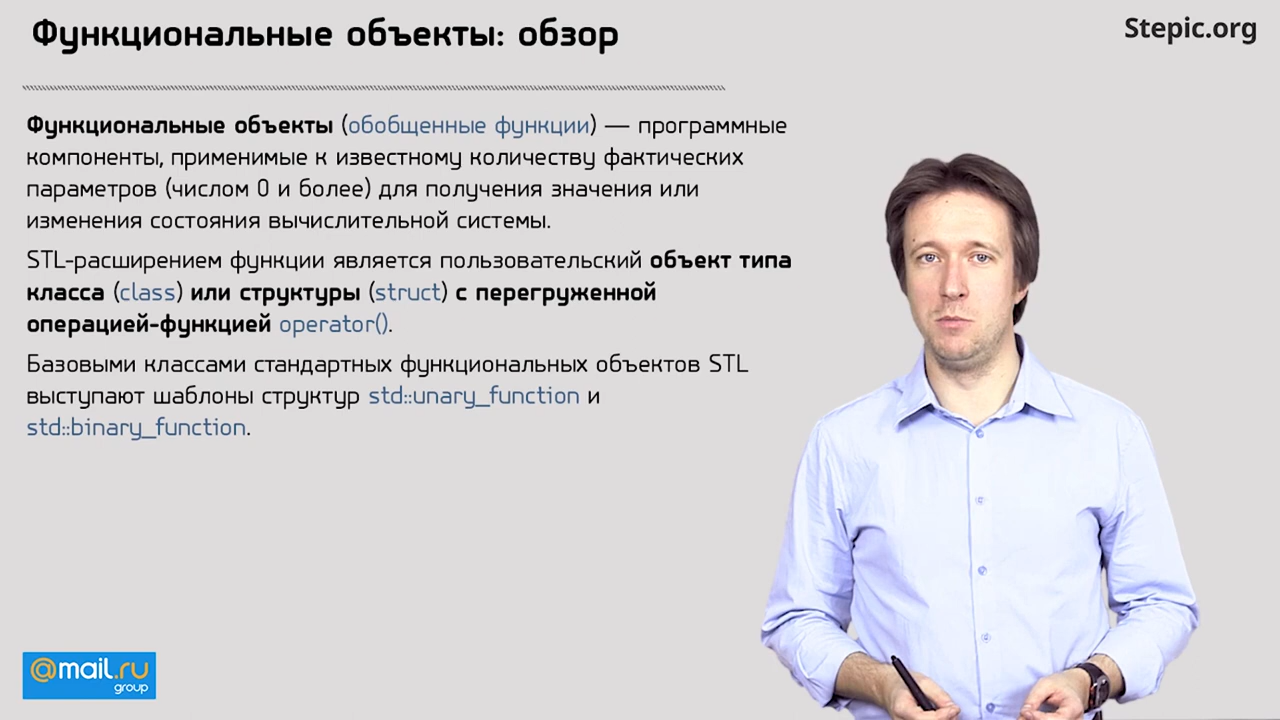 Функциональные объекты: обзор
Stepic.org
Функциональные объекты (обобщенные функции) — программные
компоненты, применимые к известному количеству фактических
параметров (числом 0 и более) для получения значения или
изменения состояния вычислительной системы.
STL-расширением функции является пользовательский объект типа
класса (class) или структуры (struct) с перегруженной
операцией-функцией operator().
Базовыми классами стандартных функциональных объектов STL
выступают шаблоны структур std::unary_function и
std::binary_function.
@mail.ru
group